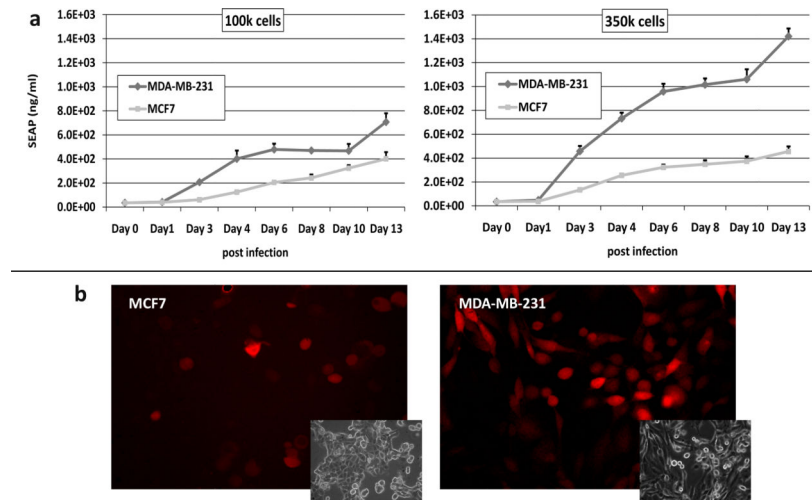 a
100k cells
1.6E+03
1.4E+03
1.2E+03
1.0E+03
8.0E+02
6.0E+02
4.0E+02
2.0E+02
0.0E+00
SEAP (ng/ml)
MDA-MB-231
MCF7
Day 0 Day1 Day 3 Day 4 Day 6 Day 8 Day 10 Day 13
post infection
350k cells
1.6E+03
1.4E+03
1.2E+03
1.0E+03
8.0E+02
6.0E+02
4.0E+02
2.0E+02
0.0E+00
MDA-MB-231
MCF7
Day 0 Day 1 Day 3 Day 4 Day 6 Day 8 Day 10 Day 13
post infection
b
MCF7
MDA-MB-231